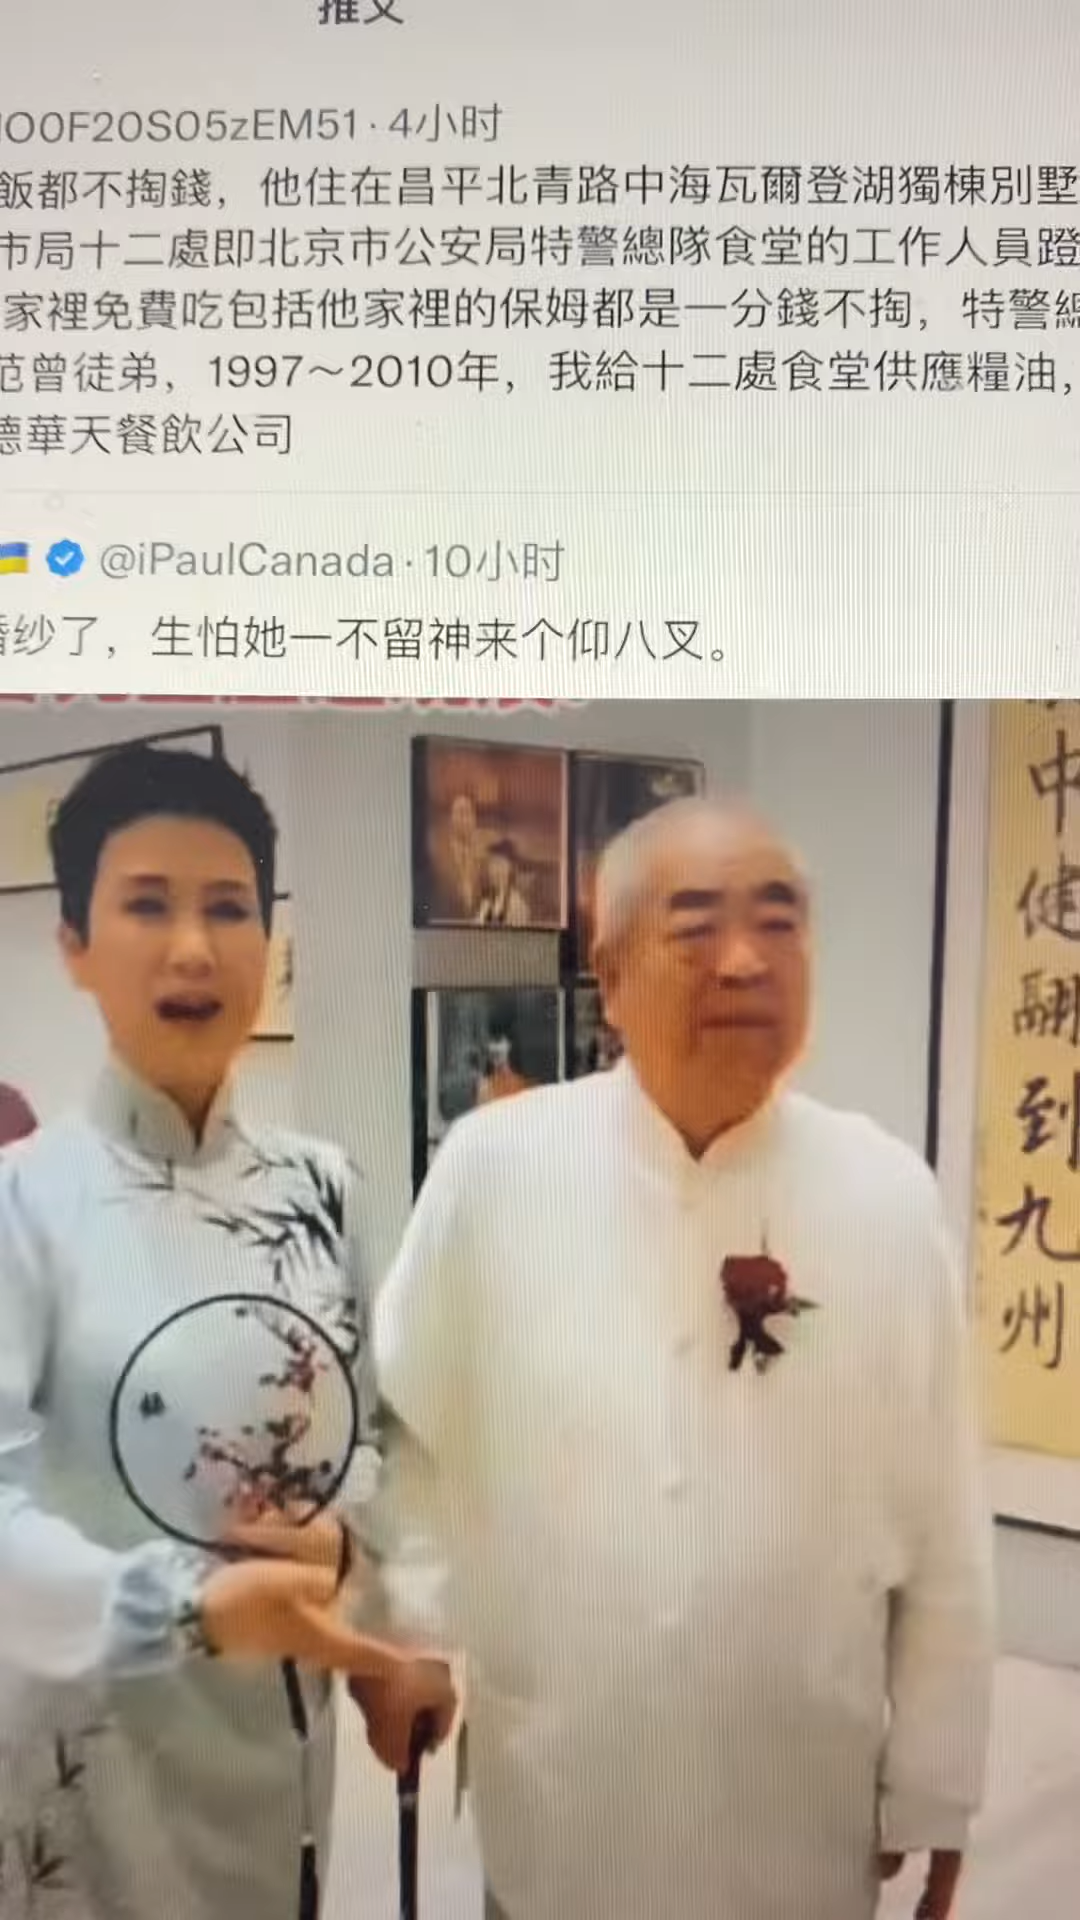 推文
IO0F20S05zEM51·4小时
飯都不掏錢，他住在昌平北青路中海瓦爾登湖獨棟別墅
市局十二處即北京市公安局特警總隊食堂的工作人員蹬
家裡免費吃包括他家裡的保姆都是一分錢不掏，特警總
范曾徒弟，1997～2010年，我給十二處食堂供應糧油，
德華天餐飲公司
@iPaulCanada·10小时
婚纱了，生怕她一不留神来个仰八叉。
中健翮到九州